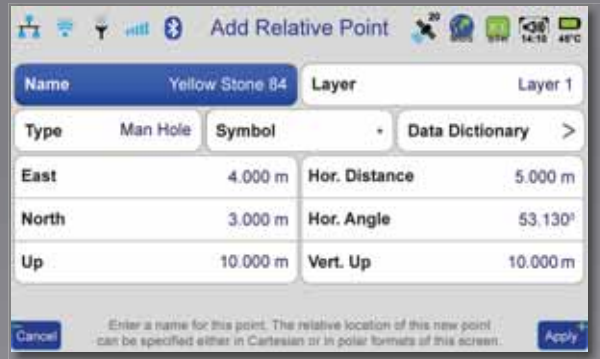 Add Relative Point
20
14:10
48°C
Name Yellow Stone 84
Layer Layer 1
Type Man Hole
Symbol
Data Dictionary >
East 4.000 m
Hor. Distance 5.000 m
North 3.000 m
Hor. Angle 53.130°
Up 10.000 m
Vert. Up 10.000 m
Enter a name for this point. The relative location of this new point
can be specified either in Cartesian or in polar formats of this screen.
Cancel
Apply